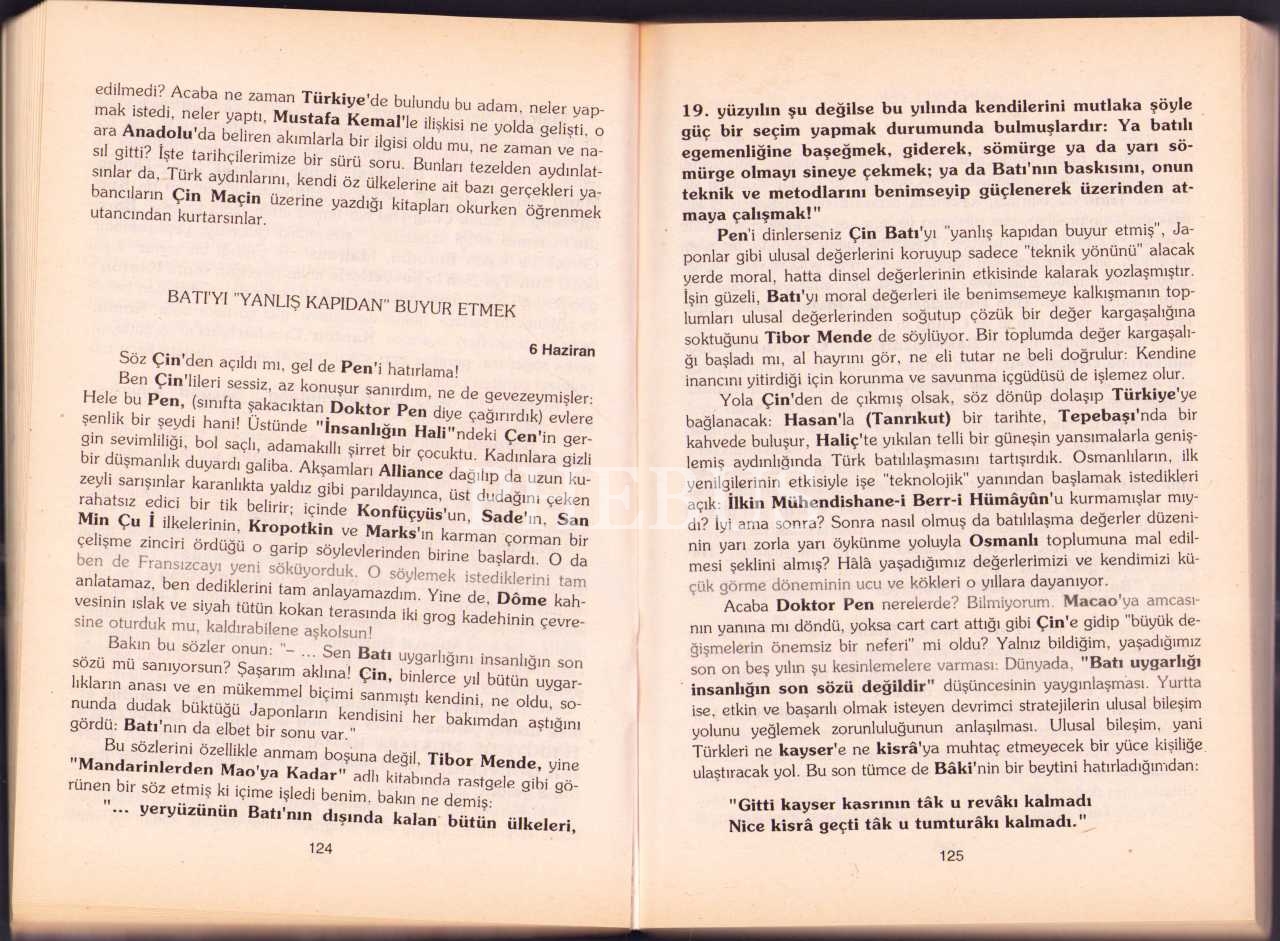 edilmedi? Acaba ne zaman Türkiye'de bulundu bu adam, neler yap-
mak istedi, neler yaptı, Mustafa Kemal'le ilişkisi ne yolda gelişti, o
ara Anadolu'da beliren akımlarla bir ilgisi oldu mu, ne zaman ve na-
sıl gitti? İşte tarihçilerimize bir sürü soru. Bunları tezelden aydınlat-
sınlar da, Türk aydınlarını, kendi öz ülkelerine ait bazı gerçekleri ya-
bancıların Çin Maçin üzerine yazdığı kitapları okurken öğrenmek
utancından kurtarsınlar.
BATI'YI "YANLIŞ KAPIDAN" BUYUR ETMEK
6 Haziran
Söz Çin'den açıldı mı, gel de Pen'i hatırlama!
Ben Çin'lileri sessiz, az konuşur sanırdım, ne de gevezeymişler:
Hele bu Pen, (sınıfta şakacıktan Doktor Pen diye çağırırdık) evlere
şenlik bir şeydi hani! Üstünde "İnsanlığın Hali"ndeki Çen'in ger-
gin sevimliliği, bol saçlı, adamakıllı şirret bir çocuktu. Kadınlara gizli
bir düşmanlık duyardı galiba. Akşamları Alliance dağılıp da uzun ku-
zeyli sarışınlar karanlıkta yaldız gibi parıldayınca, üst dudağını çeken
rahatsız edici bir tik belirir; içinde Konfüçyüs'un, Sade'ın, San
Min Çu İ ilkelerinin, Kropotkin ve Marks'ın karman çorman bir
çelişme zinciri ördüğü o garip söylevlerinden birine başlardı. O da
ben de Fransızcayı yeni söküyorduk. O söylemek istediklerini tam
anlatamaz, ben dediklerini tam anlayamazdım. Yine de, Dôme kah-
vesinin ıslak ve siyah tütün kokan terasında iki grog kadehinin çevre-
sine oturduk mu, kaldırabilene aşkolsun!
Bakın bu sözler onun: "– ... Sen Batı uygarlığını insanlığın son
sözü mü sanıyorsun? Şaşarım aklına! Çin, binlerce yıl bütün uygar-
lıkların anası ve en mükemmel biçimi sanmıştı kendini, ne oldu, so-
nunda dudak büktüğü Japonların kendisini her bakımdan aştığını
gördü: Batı'nın da elbet bir sonu var."
Bu sözlerini özellikle anmam boşuna değil, Tibor Mende, yine
"Mandarinlerden Mao'ya Kadar" adlı kitabında rastgele gibi gö-
rünen bir söz etmiş ki içime işledi benim, bakın ne demiş:
"... yeryüzünün Batı'nın dışında kalan bütün ülkeleri,
124
19. yüzyılın şu değilse bu yılında kendilerini mutlaka şöyle
güç bir seçim yapmak durumunda bulmuşlardır: Ya batılı
egemenliğine başeğmek, giderek, sömürge ya da yarı sö-
mürge olmayı sineye çekmek; ya da Batı'nın baskısını, onun
teknik ve metodlarını benimseyip güçlenerek üzerinden at-
maya çalışmak!"
Pen'i dinlerseniz Çin Batı'yı "yanlış kapıdan buyur etmiş", Ja-
ponlar gibi ulusal değerlerini koruyup sadece "teknik yönünü" alacak
yerde moral, hatta dinsel değerlerinin etkisinde kalarak yozlaşmıştır.
İşin güzeli, Batı'yı moral değerleri ile benimsemeye kalkışmanın top-
lumları ulusal değerlerinden soğutup çözük bir değer kargaşalığına
soktuğunu Tibor Mende de söylüyor. Bir toplumda değer kargaşalı-
ğı başladı mı, al hayrını gör, ne eli tutar ne beli doğrulur: Kendine
inancını yitirdiği için korunma ve savunma içgüdüsü de işlemez olur.
Yola Çin'den de çıkmış olsak, söz dönüp dolaşıp Türkiye'ye
bağlanacak: Hasan'la (Tanrıkut) bir tarihte, Tepebaşı'nda bir
kahvede buluşur, Haliç'te yıkılan telli bir güneşin yansımalarla geniş-
lemiş aydınlığında Türk batılılaşmasını tartışırdık. Osmanlıların, ilk
yenilgilerinin etkisiyle işe "teknolojik" yanından başlamak istedikleri
açık: İlkin Mühendishane-i Berr-i Hümâyûn'u kurmamışlar mıy-
dı? İyi ama sonra? Sonra nasıl olmuş da batılılaşma değerler düzeni-
nin yarı zorla yarı öykünme yoluyla Osmanlı toplumuna mal edil-
mesi şeklini almış? Hâlâ yaşadığımız değerlerimizi ve kendimizi kü-
çük görme döneminin ucu ve kökleri o yıllara dayanıyor.
Acaba Doktor Pen nerelerde? Bilmiyorum. Macao'ya amcası-
nın yanına mı döndü, yoksa cart cart attığı gibi Çin'e gidip "büyük de-
ğişmelerin önemsiz bir neferi" mi oldu? Yalnız bildiğim, yaşadığımız
son on beş yılın şu kesinlemelere varması: Dünyada, "Batı uygarlığı
insanlığın son sözü değildir" düşüncesinin yaygınlaşması. Yurtta
ise, etkin ve başarılı olmak isteyen devrimci stratejilerin ulusal bileşim
yolunu yeğlemek zorunluluğunun anlaşılması. Ulusal bileşim, yani
Türkleri ne kayser'e ne kisrâ'ya muhtaç etmeyecek bir yüce kişiliğe
ulaştıracak yol. Bu son tümce de Bâki'nin bir beytini hatırladığımdan:
"Gitti kayser kasrının tâk u revâkı kalmadı
Nice kisrâ geçti tâk u tumturâkı kalmadı."
125